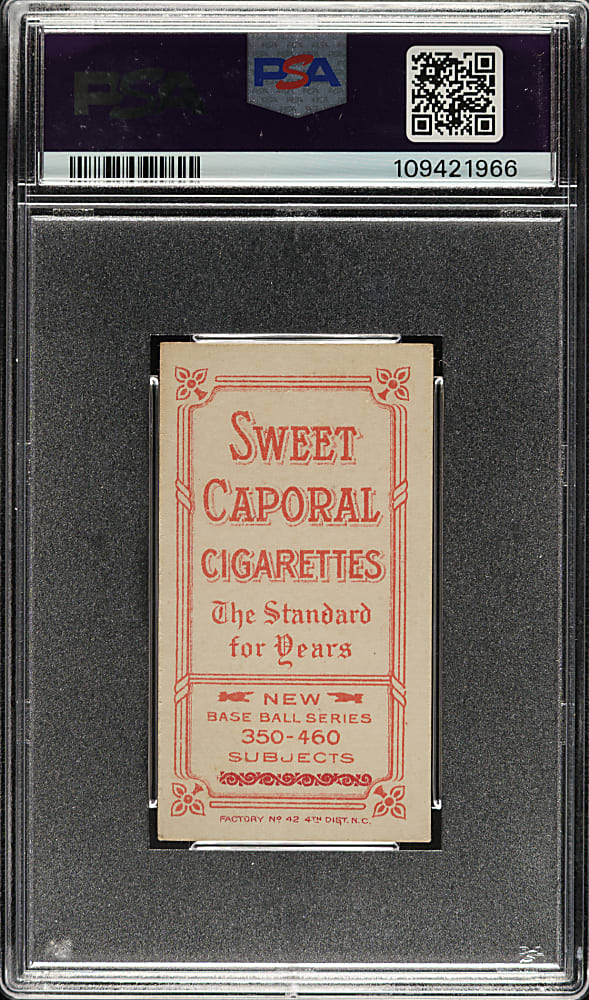 PSA
PSA
109421966
SWEET
CAPORAL
CIGARETTES
The Standard
for Years
NEW
BASE BALL SERIES
350-460
SUBJECTS
FACTORY Nº 42 4TH DIST. N.C.